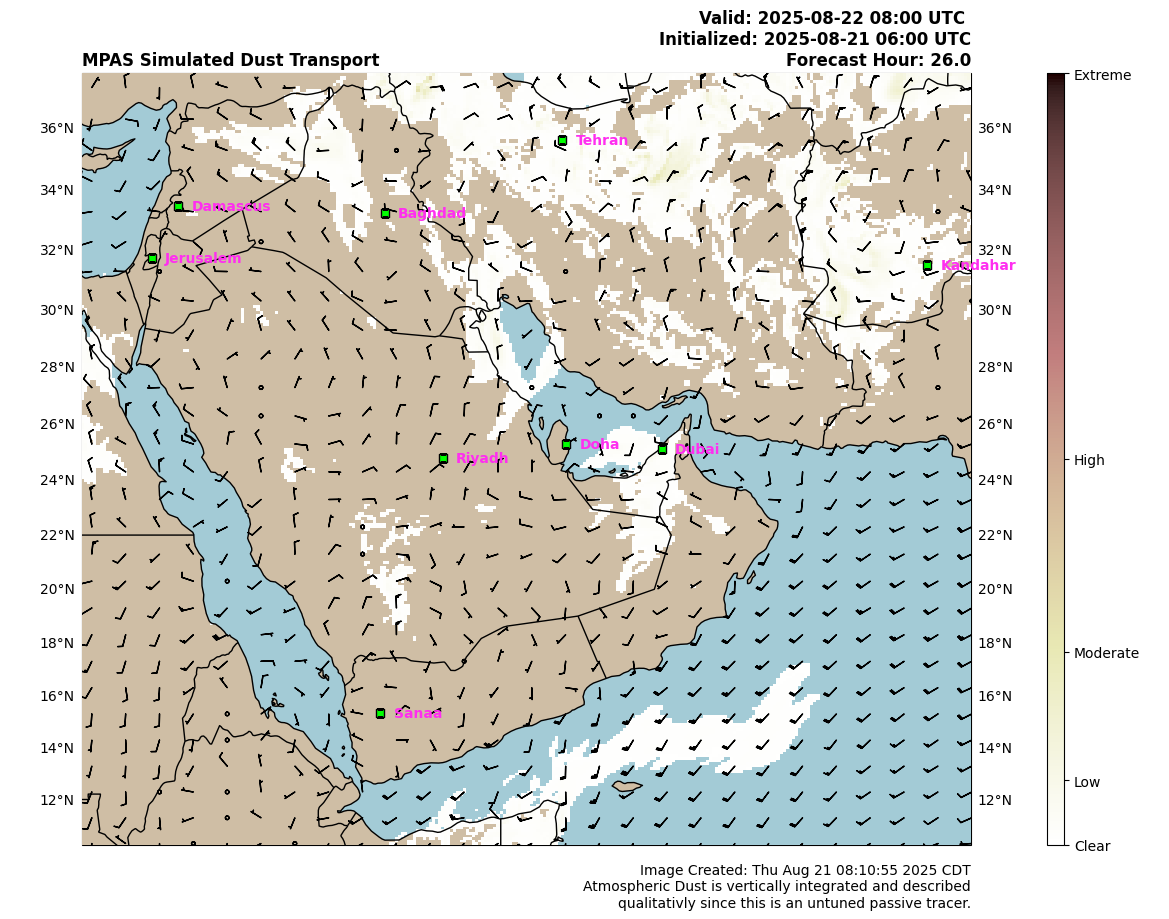 Valid: 2025-08-22 08:00 UTC
Initialized: 2025-08-21 06:00 UTC
MPAS Simulated Dust Transport
Forecast Hour: 26.0
Extreme
36°N
36°N
Tehran
34°N
34°N
Damascus
Baghdad
32°N
32°N
Jerusalem
Kandahar
30°N
30°N
28°N
28°N
26°N
26°N
Doha
Dubai
Riyadh
High
24°N
24°N
22°N
22°N
20°N
20°N
18°N
18°N
Moderate
16°N
16°N
Sanaa
14°N
14°N
Low
12°N
12°N
Clear
Image Created: Thu Aug 21 08:10:55 2025 CDT
Atmospheric Dust is vertically integrated and described
qualitativly since this is an untuned passive tracer.